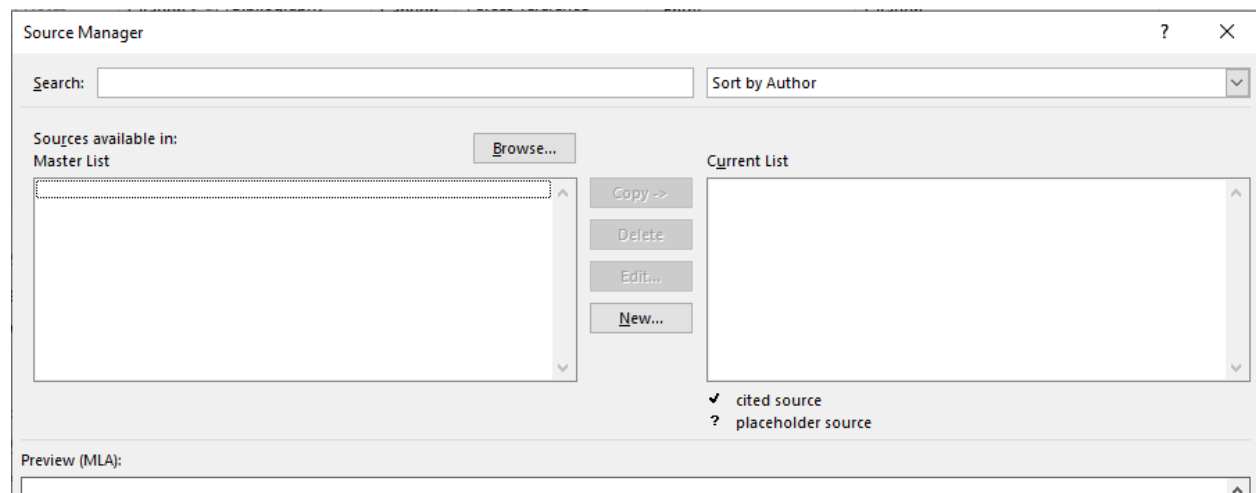 Source Manager
?
Search:
Sort by Author
Sources available in:
Master List
Browse...
Current List
Copy ->
Delete
Edit...
New...
cited source
? placeholder source
Preview (MLA):